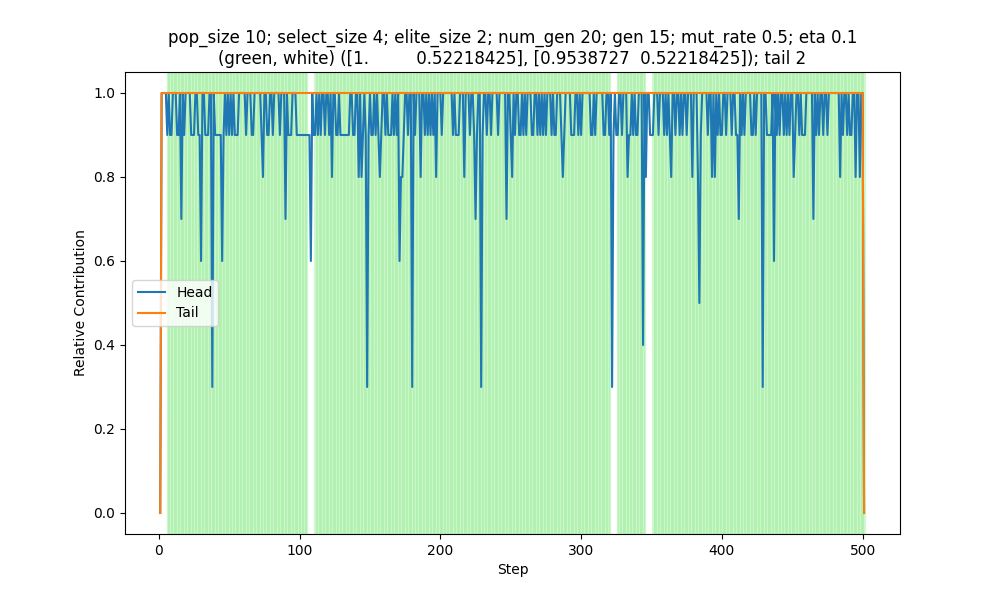 pop_size 10; select_size 4; elite_size 2; num_gen 20; gen 15; mut_rate 0.5; eta 0.1
(green, white) ([1.         0.52218425], [0.9538727  0.52218425]); tail 2
1.0
0.8
0.6
0.4
0.2
0.0
Relative Contribution
Head
Tail
0
100
200
300
400
500
Step